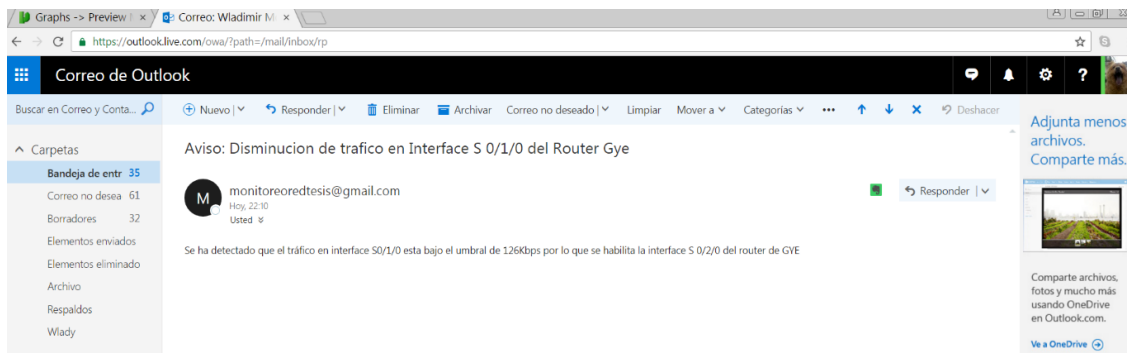 Graphs -> Preview
Correo: Wladimir M
https://outlook.live.com/owa/?path=/mail/inbox/rp
Correo de Outlook
?
Buscar en Correo y Conta...
Nuevo
Responder
Eliminar
Archivar
Correo no deseado
Limpiar
Mover a
Categorías
...
Deshacer
Carpetas
Bandeja de entr 35
Correo no desea 61
Borradores 32
Elementos enviados
Elementos eliminado
Archivo
Respaldos
Wlady
Aviso: Disminucion de trafico en Interface S 0/1/0 del Router Gye
M
monitoreoredtesis@gmail.com
Hoy, 22:10
Usted
Responder
Se ha detectado que el tráfico en interface S0/1/0 esta bajo el umbral de 126Kbps por lo que se habilita la interface S 0/2/0 del router de GYE
Adjunta menos
archivos.
Comparte más.
Comparte archivos,
fotos y mucho más
usando OneDrive
en Outlook.com.
Ve a OneDrive